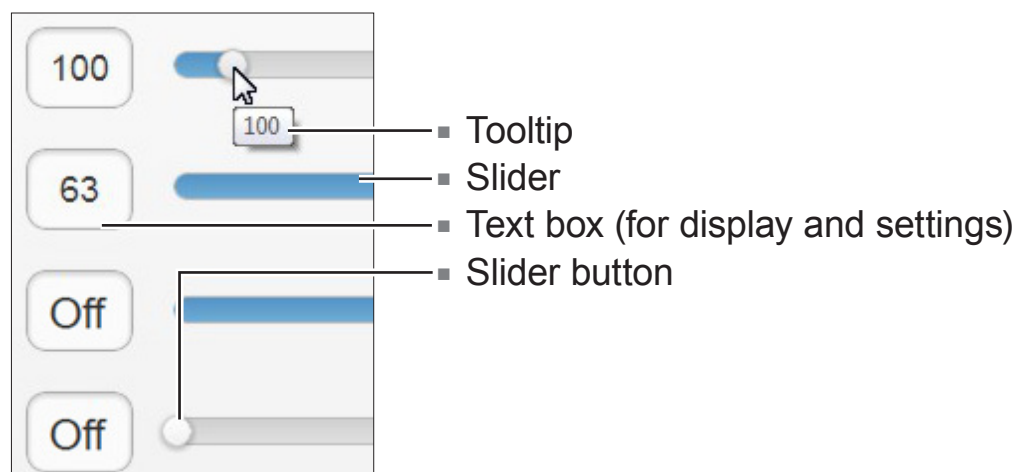 100
100
Tooltip
63
Slider
Text box (for display and settings)
Slider button
Off
Off